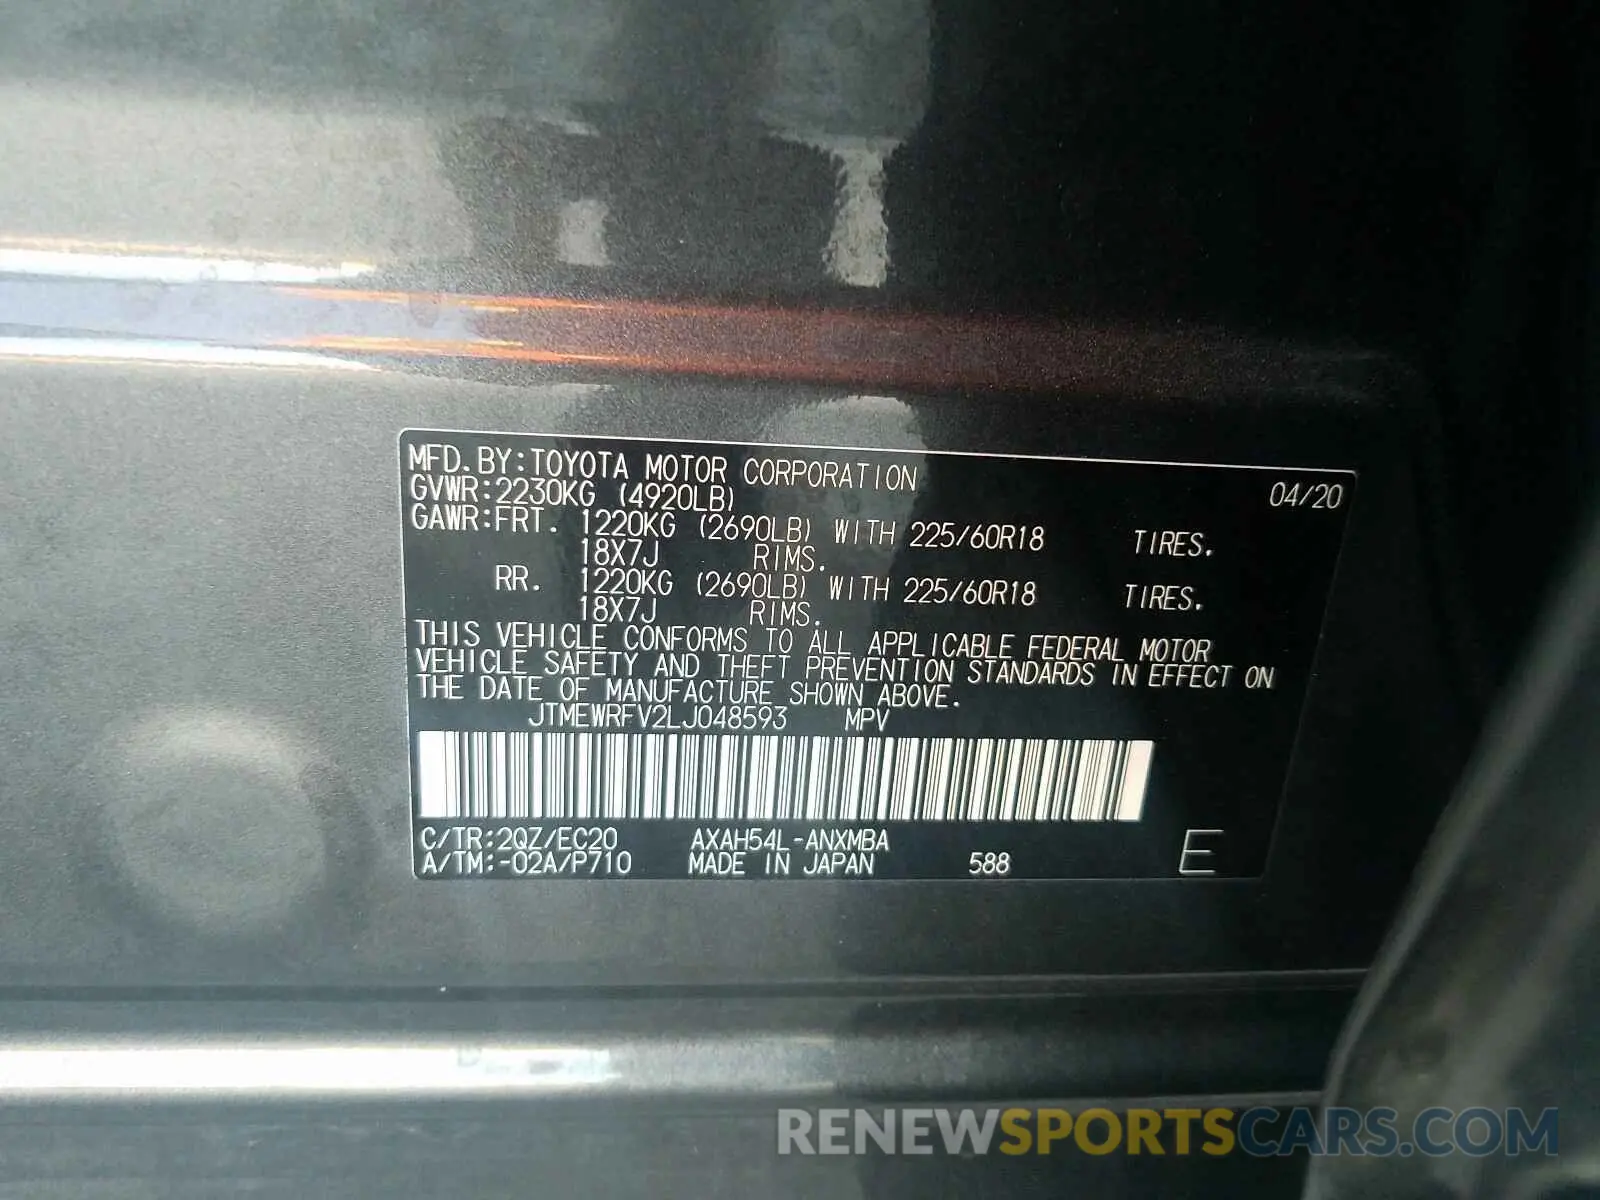 MFD.BY:TOYOTA MOTOR CORPORATION 04/20
GVWR:2230KG (4920LB)
GAWR:FRT. 1220KG (2690LB) WITH 225/60R18 TIRES.
18X7J RIMS.
RR. 1220KG (2690LB) WITH 225/60R18 TIRES.
18X7J RIMS.
THIS VEHICLE CONFORMS TO ALL APPLICABLE FEDERAL MOTOR
VEHICLE SAFETY AND THEFT PREVENTION STANDARDS IN EFFECT ON
THE DATE OF MANUFACTURE SHOWN ABOVE.
JTMEWRFV2LJ048593 MPV
C/TR:2QZ/EC20 AXAH54L-ANXMBA
A/TM:-02A/P710 MADE IN JAPAN 588 E
RENEWSPORTSCARS.COM